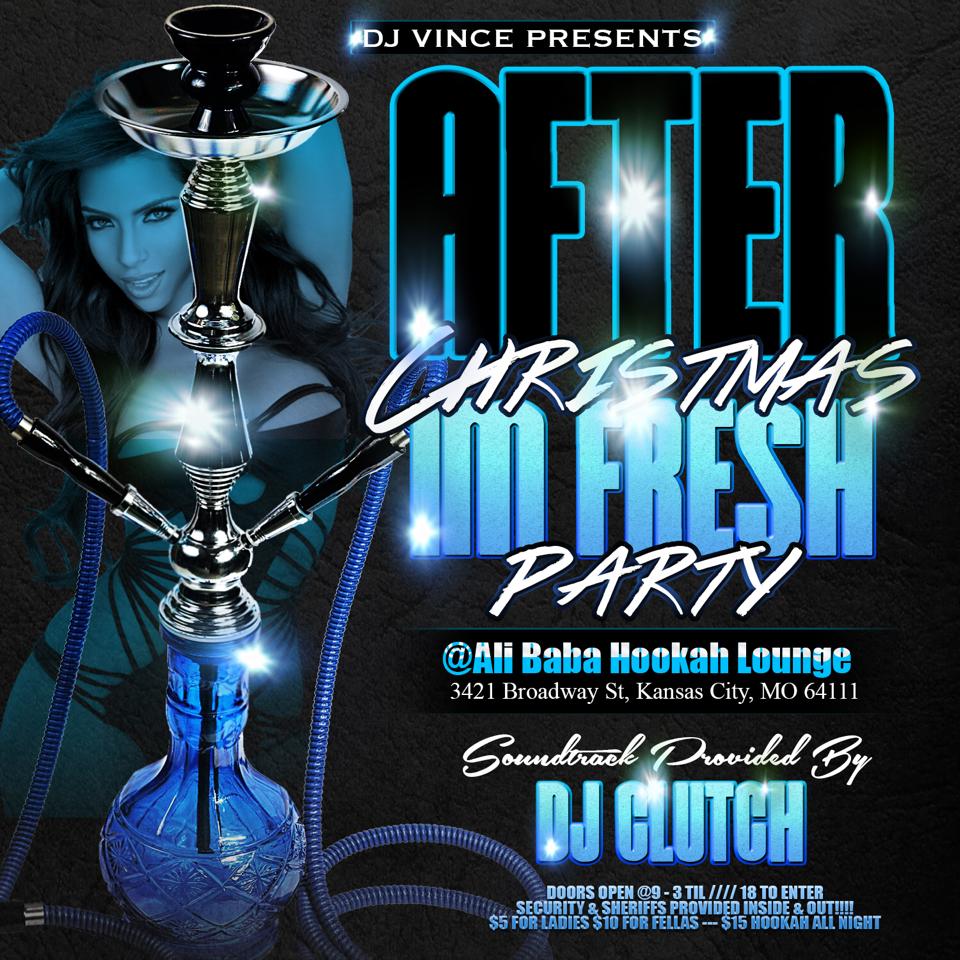 DJ VINCE PRESENTS
AFTER
CHRISTMAS
IM FRESH
PARTY
@Ali Baba Hookah Lounge
3421 Broadway St, Kansas City, MO 64111
Soundtrack Provided By
DJ CLUTCH
DOORS OPEN @9 - 3 TIL //// 18 TO ENTER
SECURITY & SHERIFFS PROVIDED INSIDE & OUT!!!!
$5 FOR LADIES $10 FOR FELLAS --- $15 HOOKAH ALL NIGHT